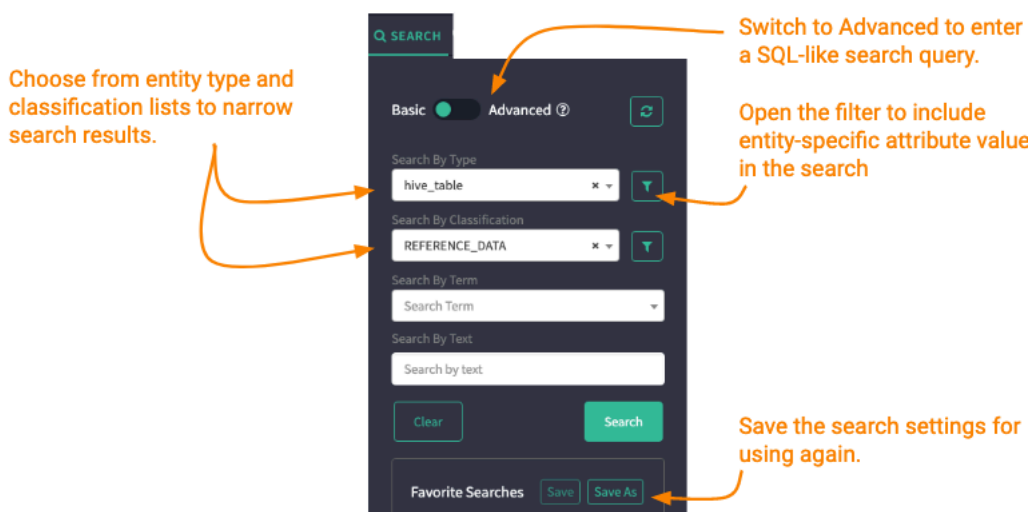 Switch to Advanced to enter
a SQL-like search query.
SEARCH
Choose from entity type and
classification lists to narrow
search results.
Basic Advanced ?
Open the filter to include
entity-specific attribute value
in the search
Search By Type
hive_table × 
Search By Classification
REFERENCE_DATA ×
Search By Term
Search Term
Search By Text
Search by text
Clear Search
Save the search settings for
using again.
Favorite Searches Save Save As